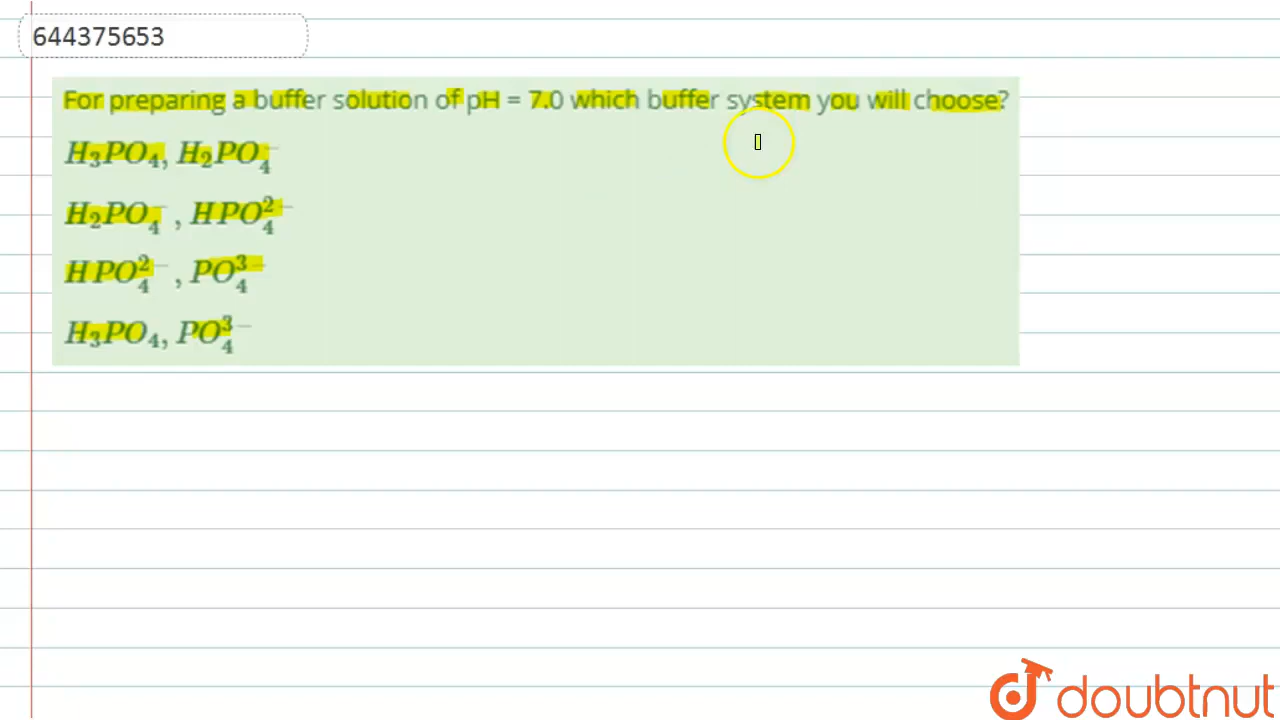 644375653
For preparing a buffer solution of pH = 7.0 which buffer system you will choose?
H₃PO₄, H₂PO₄⁻
H₂PO₄⁻ , HPO₄²⁻
HPO₄²⁻ , PO₄³⁻
H₃PO₄, PO₄³⁻
doubtnut